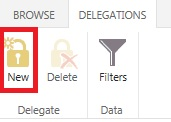 BROWSE DELEGATIONS
New Delete Filters
Delegate Data